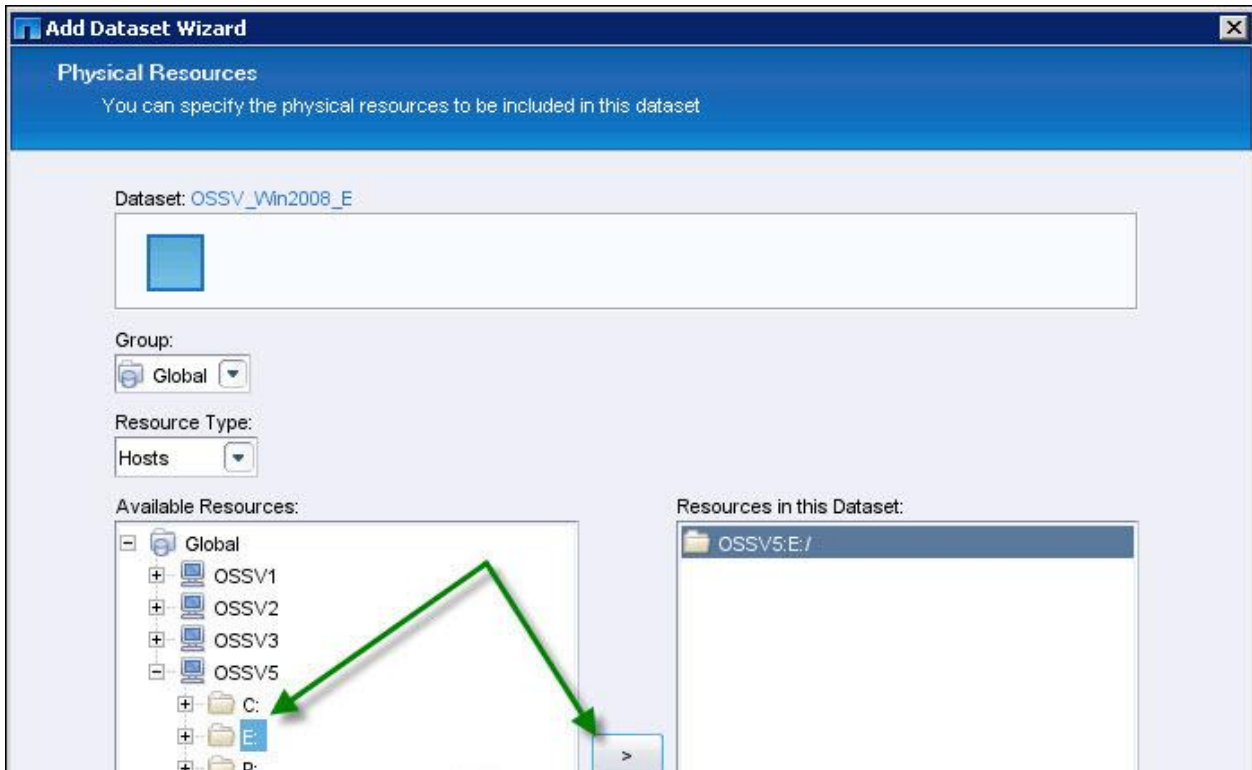 Add Dataset Wizard
Physical Resources
You can specify the physical resources to be included in this dataset
Dataset: OSSV_Win2008_E
Group:
Global
Resource Type:
Hosts
Available Resources:
Global
OSSV1
OSSV2
OSSV3
OSSV5
C:
E:
>
Resources in this Dataset:
OSSV5:E:/